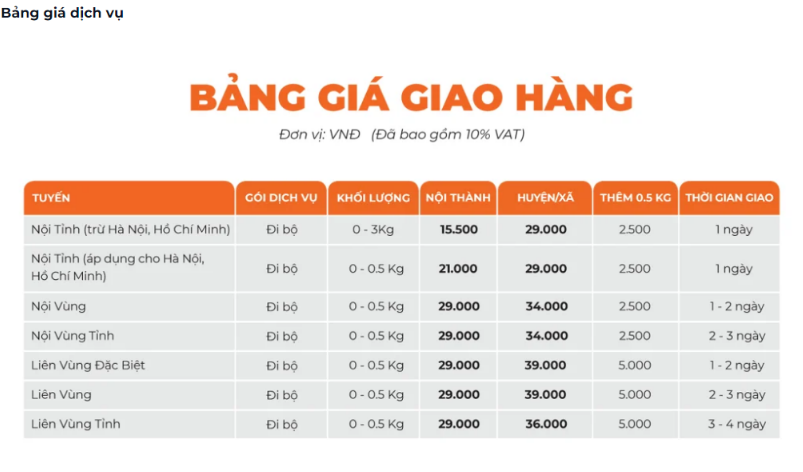 Bảng giá dịch vụ
BẢNG GIÁ GIAO HÀNG
Đơn vị: VNĐ (Đã bao gồm 10% VAT)
TUYẾN GÓI DỊCH VỤ KHỐI LƯỢNG NỘI THÀNH HUYỆN/XÃ THÊM 0.5 KG THỜI GIAN GIAO
Nội Tỉnh (trừ Hà Nội, Hồ Chí Minh) Đi bộ 0 - 3Kg 15.500 29.000 2.500 1 ngày
Nội Tỉnh (áp dụng cho Hà Nội,
Hồ Chí Minh) Đi bộ 0 - 0.5 Kg 21.000 29.000 2.500 1 ngày
Nội Vùng Đi bộ 0 - 0.5 Kg 29.000 34.000 2.500 1 - 2 ngày
Nội Vùng Tỉnh Đi bộ 0 - 0.5 Kg 29.000 34.000 2.500 2 - 3 ngày
Liên Vùng Đặc Biệt Đi bộ 0 - 0.5 Kg 29.000 39.000 5.000 1 - 2 ngày
Liên Vùng Đi bộ 0 - 0.5 Kg 29.000 39.000 5.000 2 - 3 ngày
Liên Vùng Tỉnh Đi bộ 0 - 0.5 Kg 29.000 36.000 5.000 3 - 4 ngày